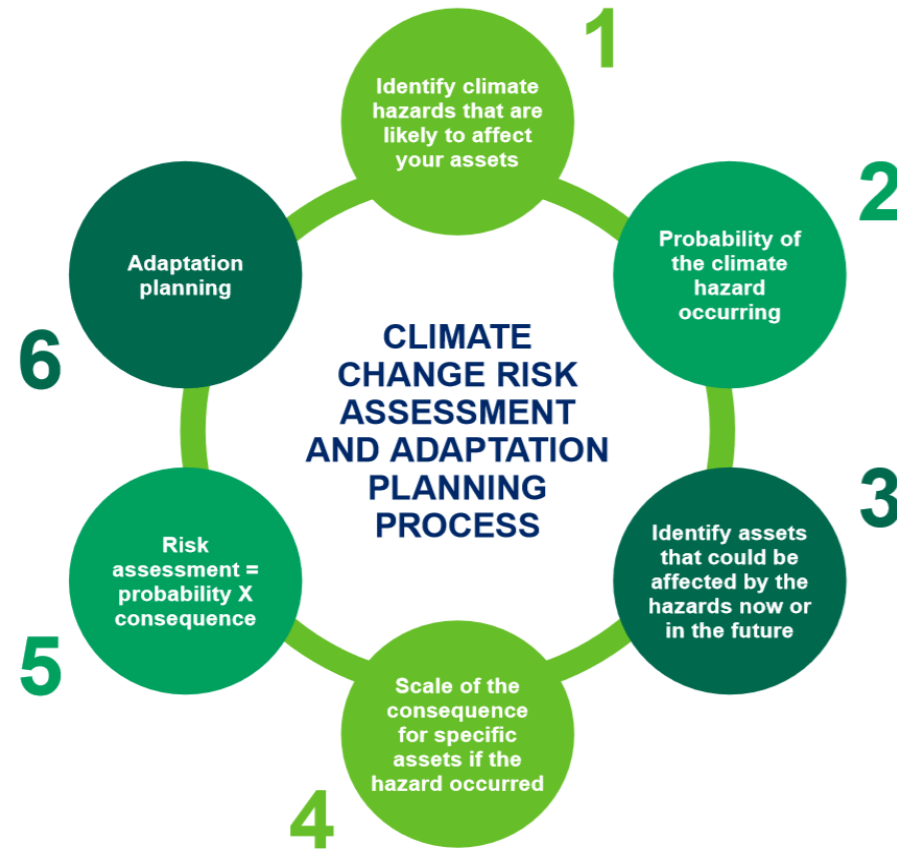 1
Identify climate
hazards that are
likely to affect
your assets
2
Probability of
the climate
hazard
occurring
3
Identify assets
that could be
affected by the
hazards now or
in the future
4
Scale of the
consequence
for specific
assets if the
hazard occurred
5
Risk
assessment =
probability X
consequence
6
Adaptation
planning
CLIMATE
CHANGE RISK
ASSESSMENT
AND ADAPTATION
PLANNING
PROCESS